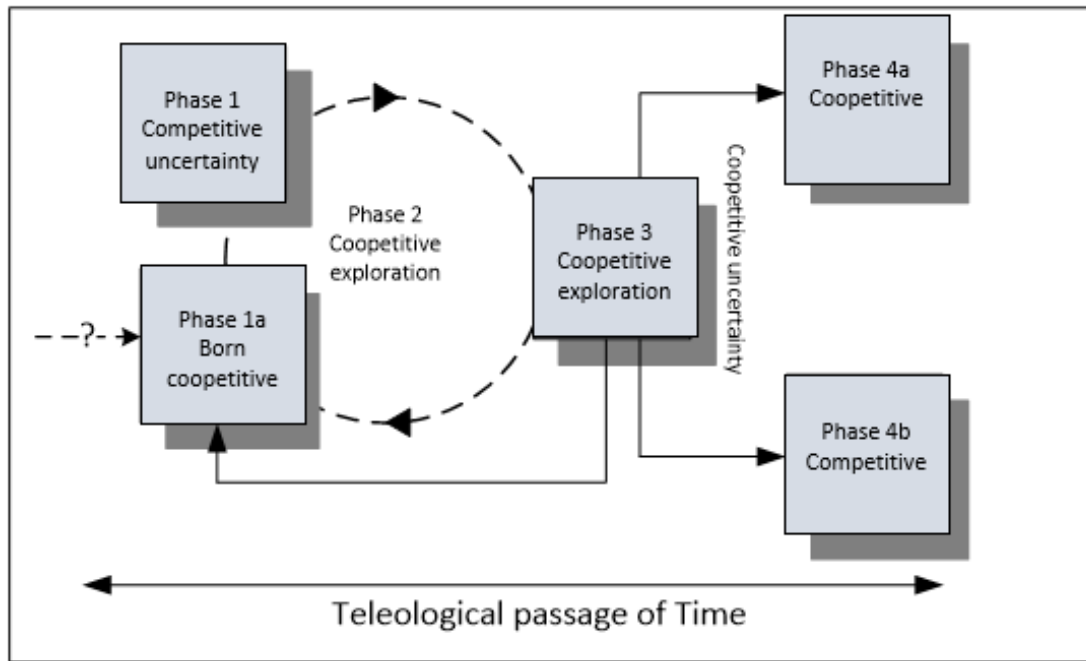 Phase 1
Competitive
uncertainty
Phase 2
Coopetitive
exploration
Phase 1a
Born
coopetitive
?
Phase 3
Coopetitive
exploration
Coopetitive uncertainty
Phase 4a
Coopetitive
Phase 4b
Competitive
Teleological passage of Time